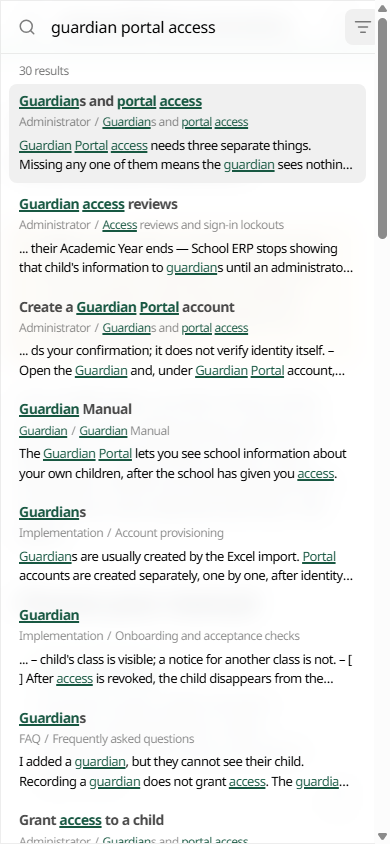 guardian portal access
30 results
Guardians and portal access
Administrator / Guardians and portal access
Guardian Portal access needs three separate things.
Missing any one of them means the guardian sees nothin...
Guardian access reviews
Administrator / Access reviews and sign-in lockouts
... their Academic Year ends — School ERP stops showing
that child's information to guardians until an administrato...
Create a Guardian Portal account
Administrator / Guardians and portal access
... ds your confirmation; it does not verify identity itself. –
Open the Guardian and, under Guardian Portal account,...
Guardian Manual
Guardian / Guardian Manual
The Guardian Portal lets you see school information about
your own children, after the school has given you access.
Guardians
Implementation / Account provisioning
Guardians are usually created by the Excel import. Portal
accounts are created separately, one by one, after identity...
Guardian
Implementation / Onboarding and acceptance checks
... – child's class is visible; a notice for another class is not. – [
] After access is revoked, the child disappears from the...
Guardians
FAQ / Frequently asked questions
I added a guardian, but they cannot see their child.
Recording a guardian does not grant access. The guardia...
Grant access to a child
Administrator / Guardians and portal access